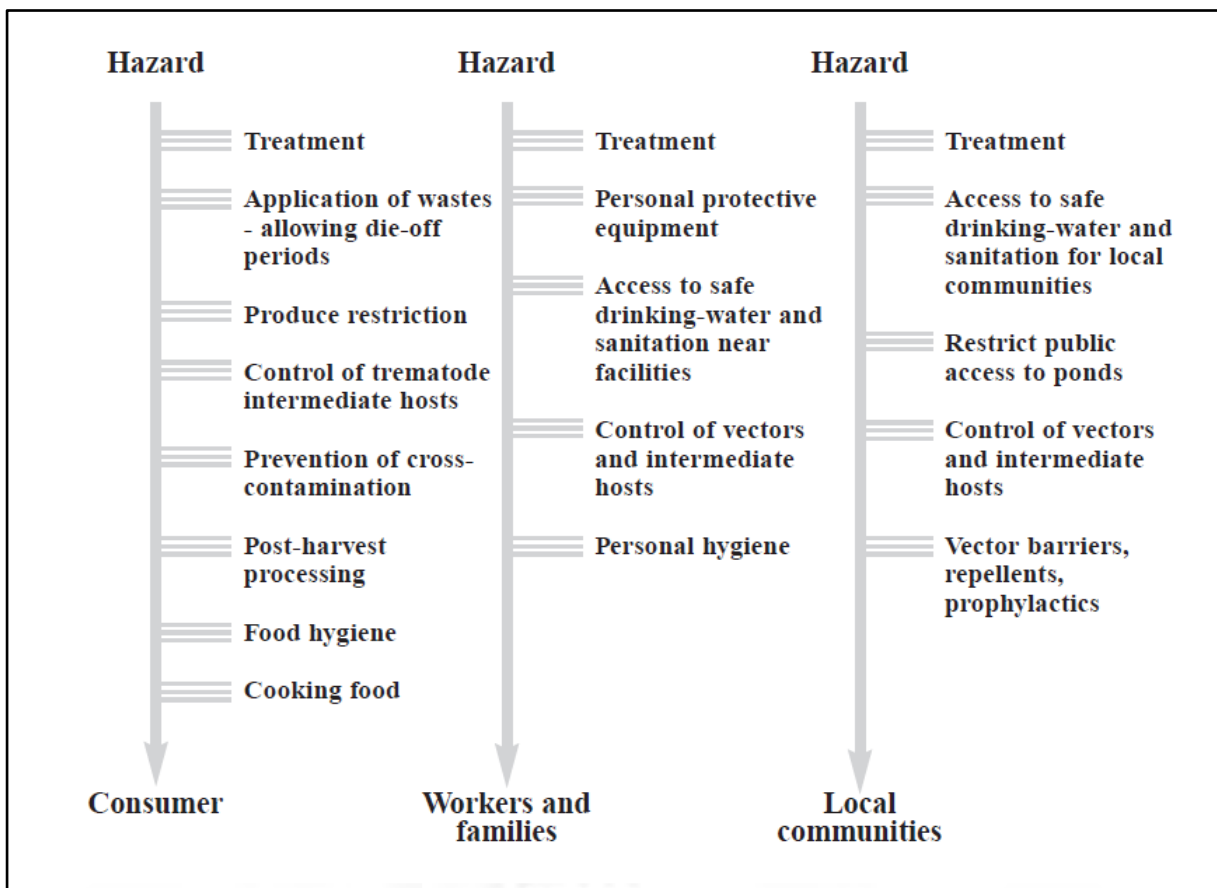 Hazard
Treatment
Application of wastes
- allowing die-off
periods
Produce restriction
Control of trematode
intermediate hosts
Prevention of cross-
contamination
Post-harvest
processing
Food hygiene
Cooking food
Consumer
Hazard
Treatment
Personal protective
equipment
Access to safe
drinking-water and
sanitation near
facilities
Control of vectors
and intermediate
hosts
Personal hygiene
Workers and
families
Hazard
Treatment
Access to safe
drinking-water and
sanitation for local
communities
Restrict public
access to ponds
Control of vectors
and intermediate
hosts
Vector barriers,
repellents,
prophylactics
Local
communities